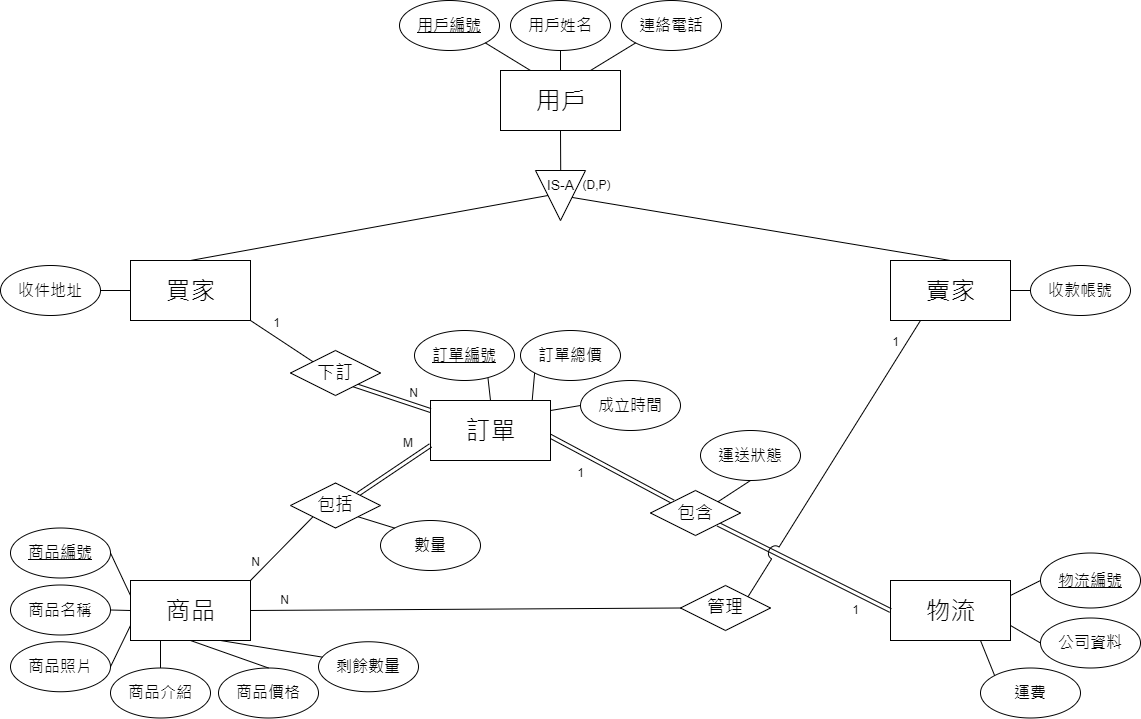 用戶編號
用戶姓名
連絡電話
用戶
IS-A
(D,P)
收件地址
買家
賣家
收款帳號
1
1
下訂
N
訂單編號
訂單總價
成立時間
訂單
M
1
運送狀態
包括
包含
數量
N
商品編號
商品名稱
商品照片
商品
N
管理
1
物流
物流編號
公司資料
運費
商品介紹
商品價格
剩餘數量